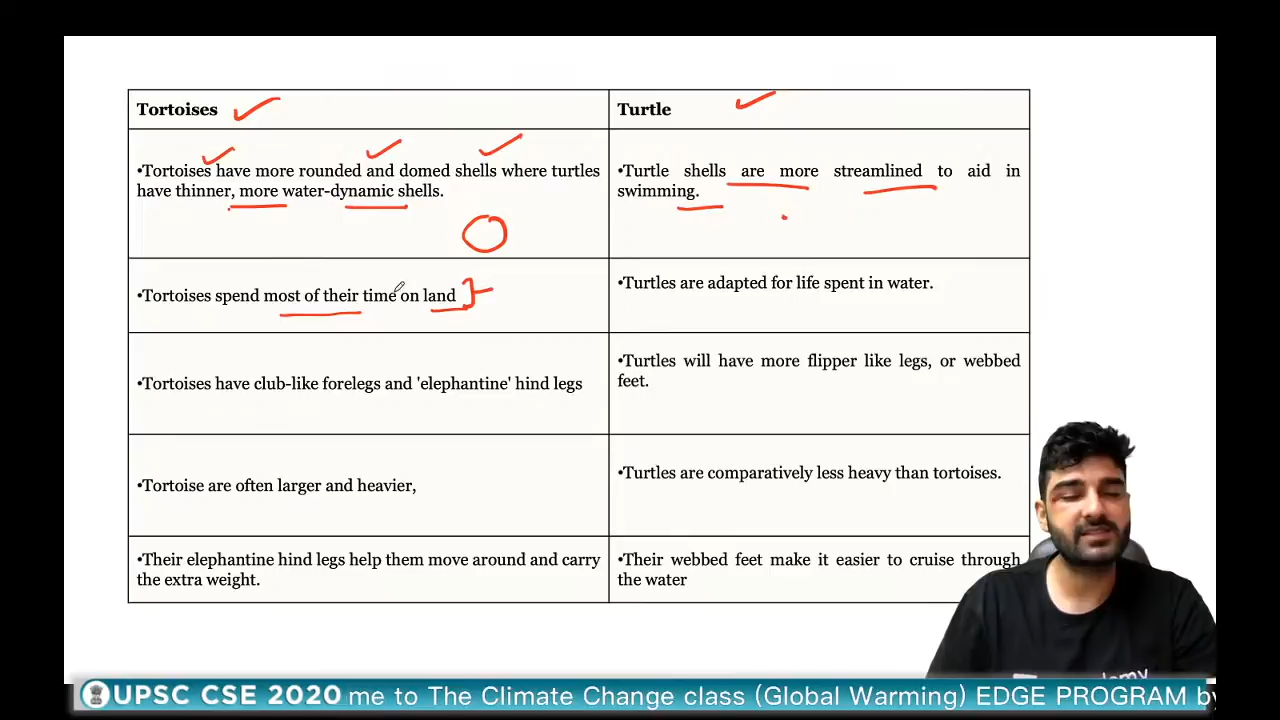 Tortoises
Turtle
•Tortoises have more rounded and domed shells where turtles
have thinner, more water-dynamic shells.
•Turtle shells are more streamlined to aid in
swimming.
•Tortoises spend most of their time on land
•Turtles are adapted for life spent in water.
•Tortoises have club-like forelegs and 'elephantine' hind legs
•Turtles will have more flipper like legs, or webbed
feet.
•Tortoise are often larger and heavier,
•Turtles are comparatively less heavy than tortoises.
•Their elephantine hind legs help them move around and carry
the extra weight.
•Their webbed feet make it easier to cruise through
the water
UPSC CSE 2020 me to The Climate Change class (Global Warming) EDGE PROGRAM by